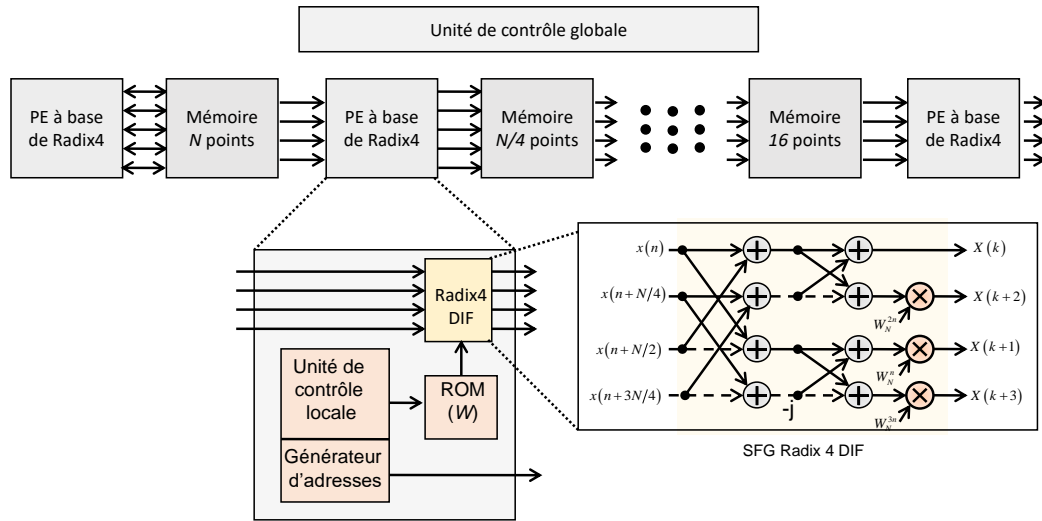 Unité de contrôle globale
PE à base
de Radix4
Mémoire
N points
PE à base
de Radix4
Mémoire
N/4 points
Mémoire
16 points
PE à base
de Radix4
Radix4
DIF
Unité de
contrôle
locale
ROM
(W)
Générateur
d'adresses
x(n)
x(n+N/4)
x(n+N/2)
x(n+3N/4)
-j
X(k)
X(k+2)
W_N^{2n}
X(k+1)
W_N^{n}
X(k+3)
W_N^{3n}
SFG Radix 4 DIF